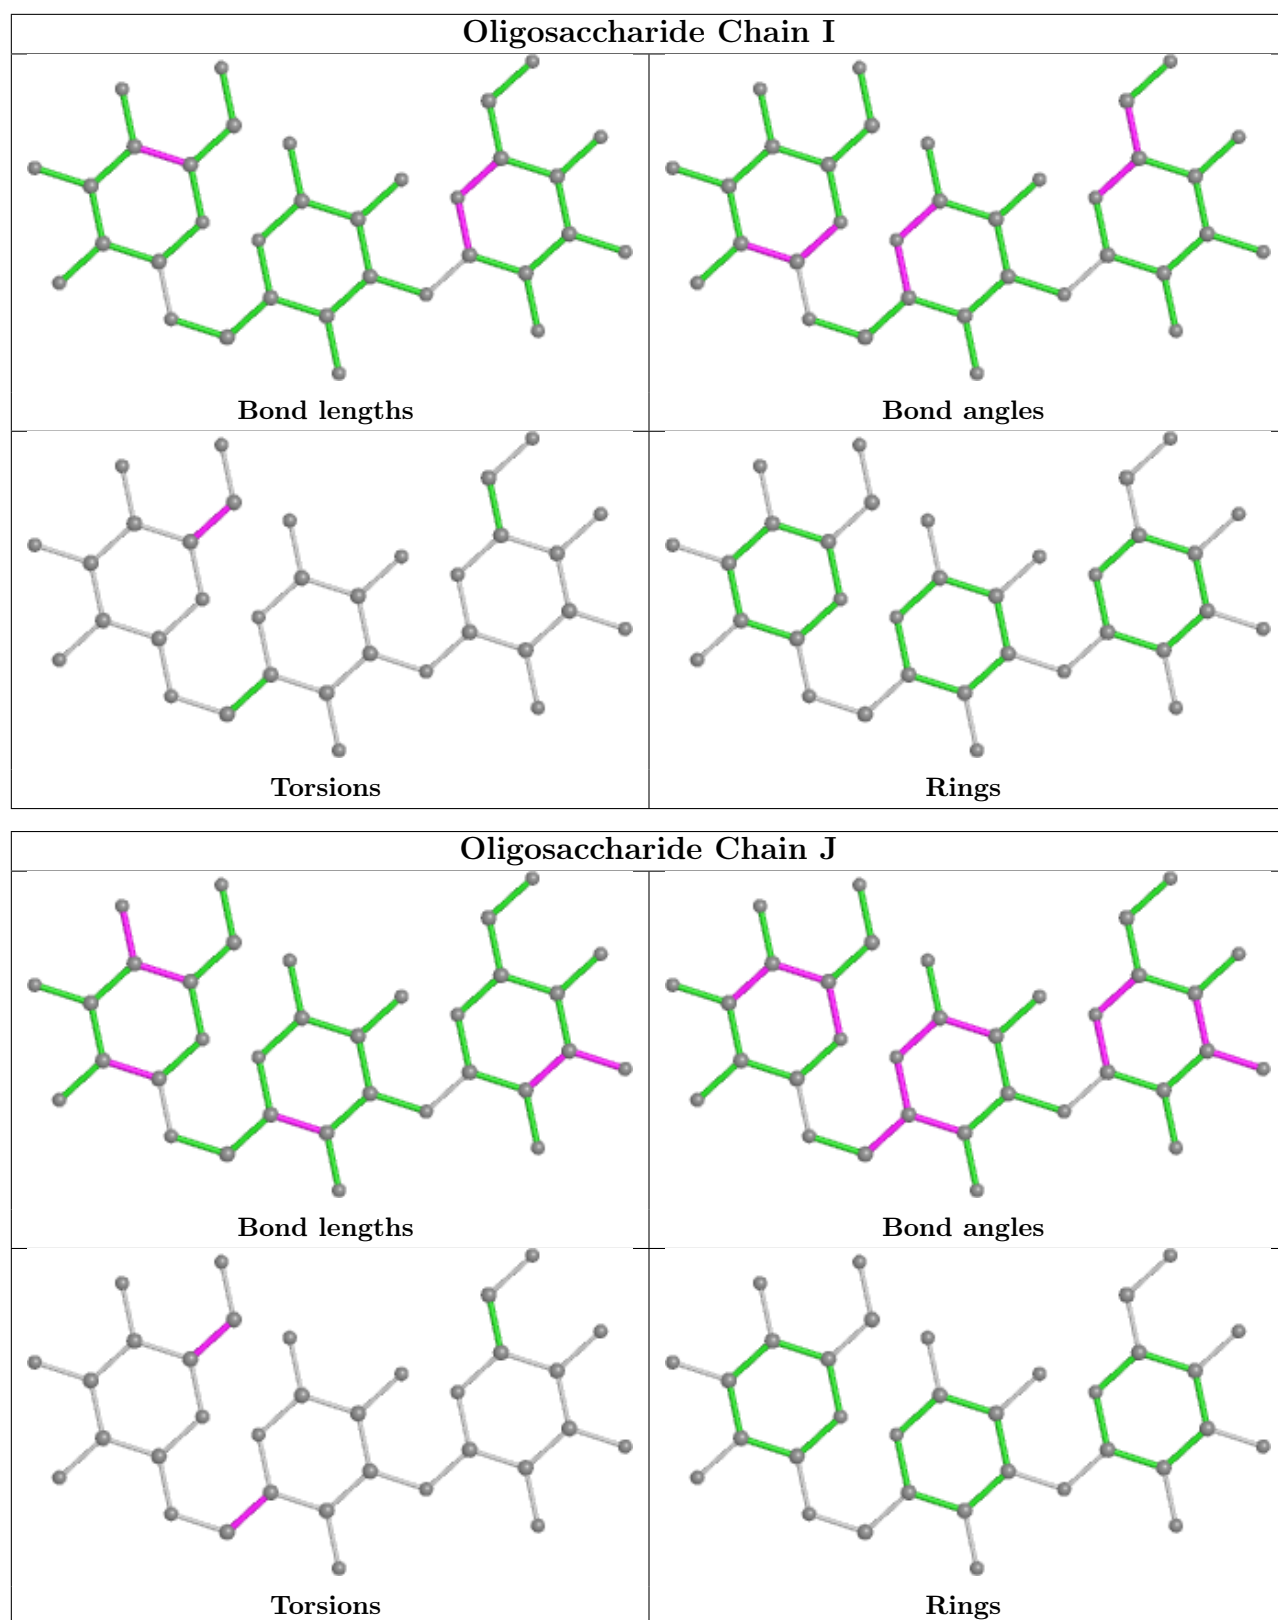 Oligosaccharide Chain I
Bond lengths
Bond angles
Torsions
Rings
Oligosaccharide Chain J
Bond lengths
Bond angles
Torsions
Rings